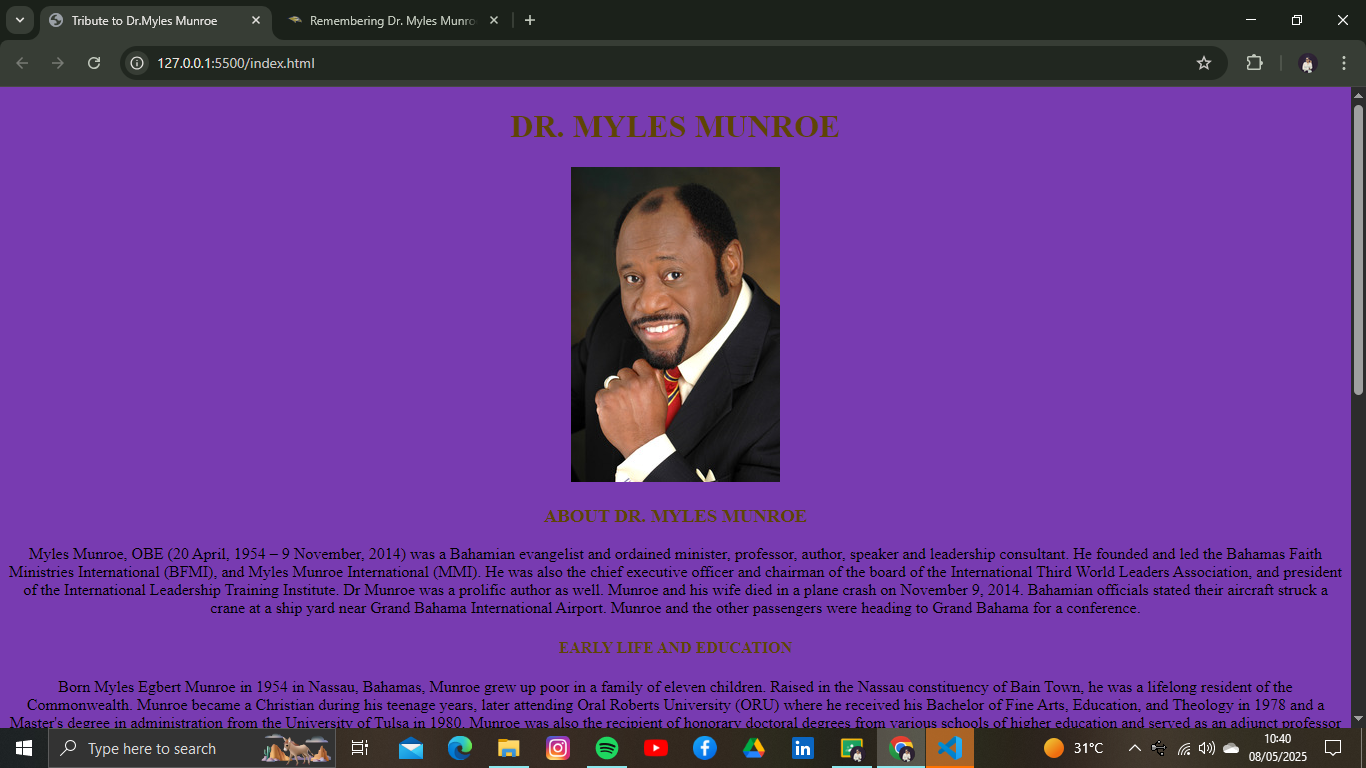 Tribute to Dr.Myles Munroe
Remembering Dr. Myles Munro
127.0.0.1:5500/index.html
DR. MYLES MUNROE
ABOUT DR. MYLES MUNROE
Myles Munroe, OBE (20 April, 1954 – 9 November, 2014) was a Bahamian evangelist and ordained minister, professor, author, speaker and leadership consultant. He founded and led the Bahamas Faith
Ministries International (BFMI), and Myles Munroe International (MMI). He was also the chief executive officer and chairman of the board of the International Third World Leaders Association, and president
of the International Leadership Training Institute. Dr Munroe was a prolific author as well. Munroe and his wife died in a plane crash on November 9, 2014. Bahamian officials stated their aircraft struck a
crane at a ship yard near Grand Bahama International Airport. Munroe and the other passengers were heading to Grand Bahama for a conference.
EARLY LIFE AND EDUCATION
Born Myles Egbert Munroe in 1954 in Nassau, Bahamas, Munroe grew up poor in a family of eleven children. Raised in the Nassau constituency of Bain Town, he was a lifelong resident of the
Commonwealth. Munroe became a Christian during his teenage years, later attending Oral Roberts University (ORU) where he received his Bachelor of Fine Arts, Education, and Theology in 1978 and a
Master's degree in administration from the University of Tulsa in 1980. Munroe was also the recipient of honorary doctoral degrees from various schools of higher education and served as an adjunct professor
Type here to search
31°C
10:40
08/05/2025